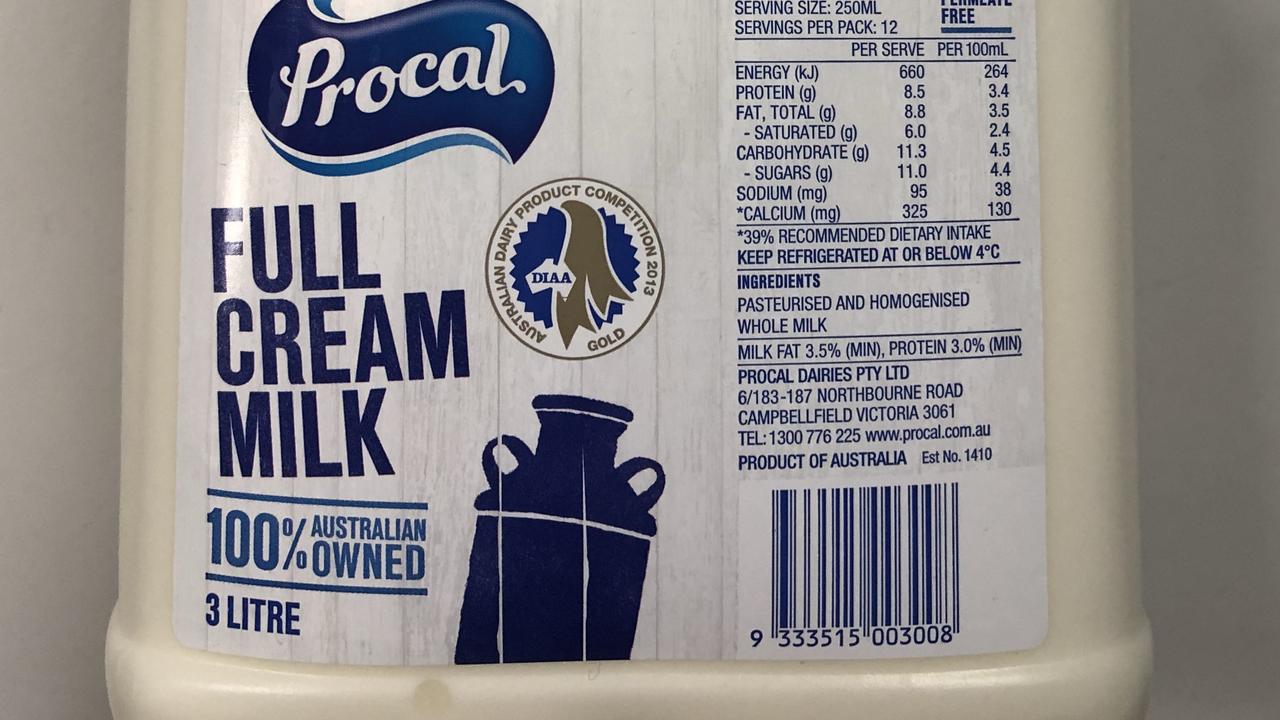 Procal
FULL
CREAM
MILK
AUSTRALIAN DAIRY PRODUCT COMPETITION 2013
DIAA
GOLD
100% AUSTRALIAN
OWNED
3 LITRE
SERVING SIZE: 250ML
SERVINGS PER PACK: 12
PERMEATE
FREE
PER SERVE PER 100mL
ENERGY (kJ) 660 264
PROTEIN (g) 8.5 3.4
FAT, TOTAL (g) 8.8 3.5
- SATURATED (g) 6.0 2.4
CARBOHYDRATE (g) 11.3 4.5
- SUGARS (g) 11.0 4.4
SODIUM (mg) 95 38
*CALCIUM (mg) 325 130
*39% RECOMMENDED DIETARY INTAKE
KEEP REFRIGERATED AT OR BELOW 4°C
INGREDIENTS
PASTEURISED AND HOMOGENISED
WHOLE MILK
MILK FAT 3.5% (MIN), PROTEIN 3.0% (MIN)
PROCAL DAIRIES PTY LTD
6/183-187 NORTHBOURNE ROAD
CAMPBELLFIELD VICTORIA 3061
TEL: 1300 776 225 www.procal.com.au
PRODUCT OF AUSTRALIA Est No. 1410
9 333515 003008